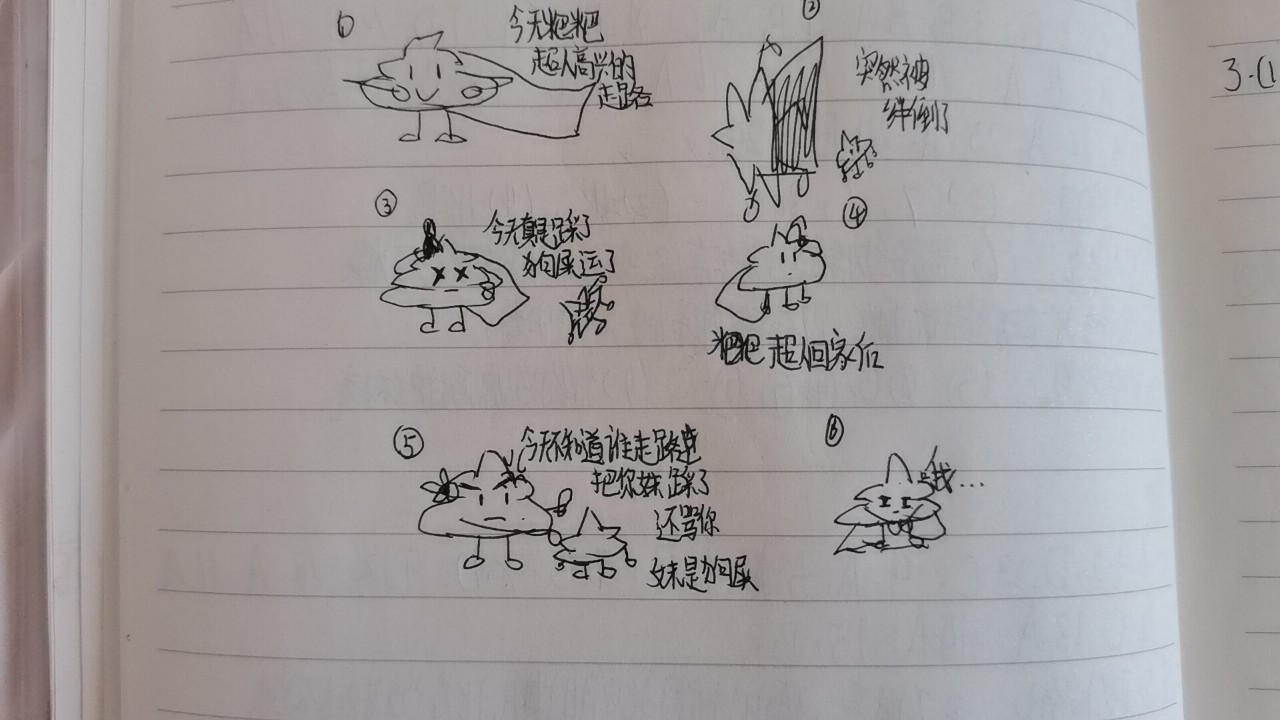 ①
今天粑粑
超人高兴的
走路
②
突然被
绊倒了
③
今天真是踩了
狗屎运了
④
粑粑超人回家后
⑤
今天不知道谁走路
把你妹踩了
还骂你
妹是狗屎
⑥
我...
3.(1